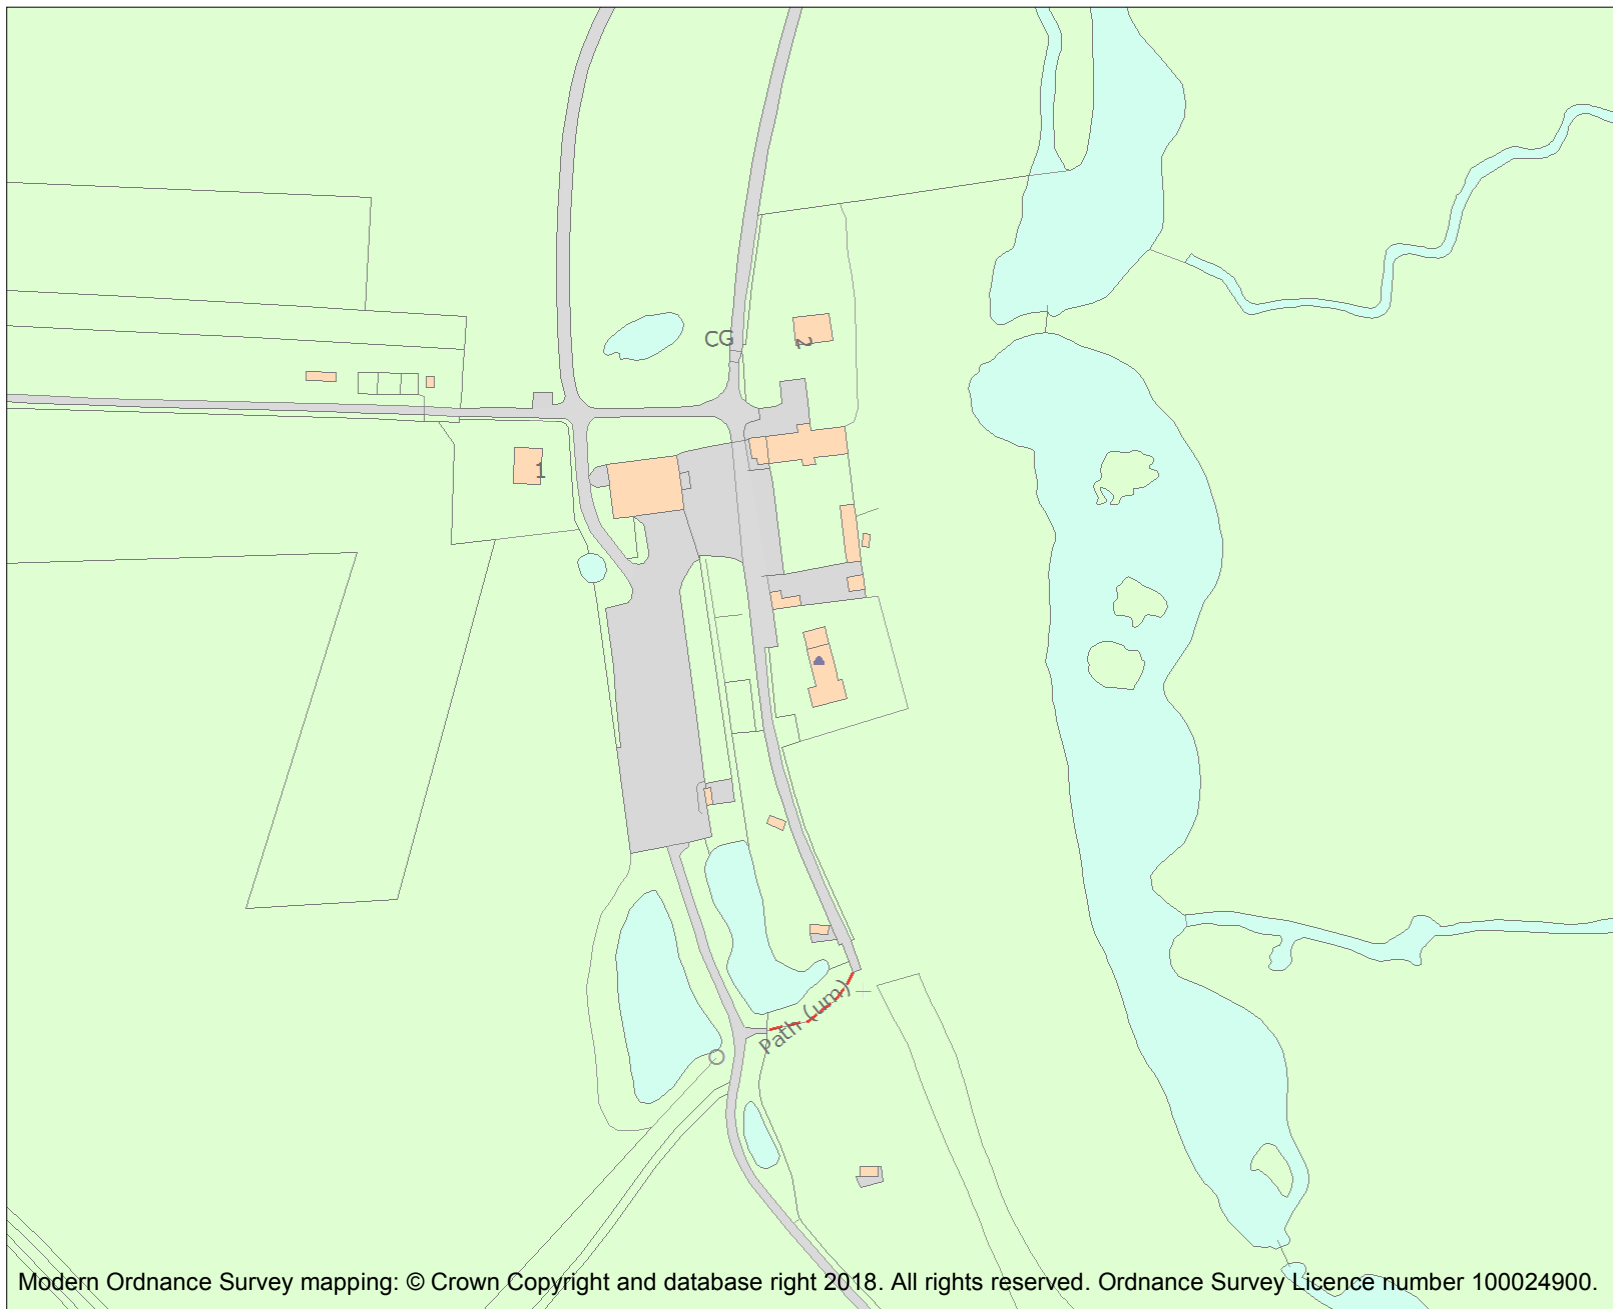 CG
2
1
Path (um)
Modern Ordnance Survey mapping: © Crown Copyright and database right 2018. All rights reserved. Ordnance Survey Licence number 100024900.